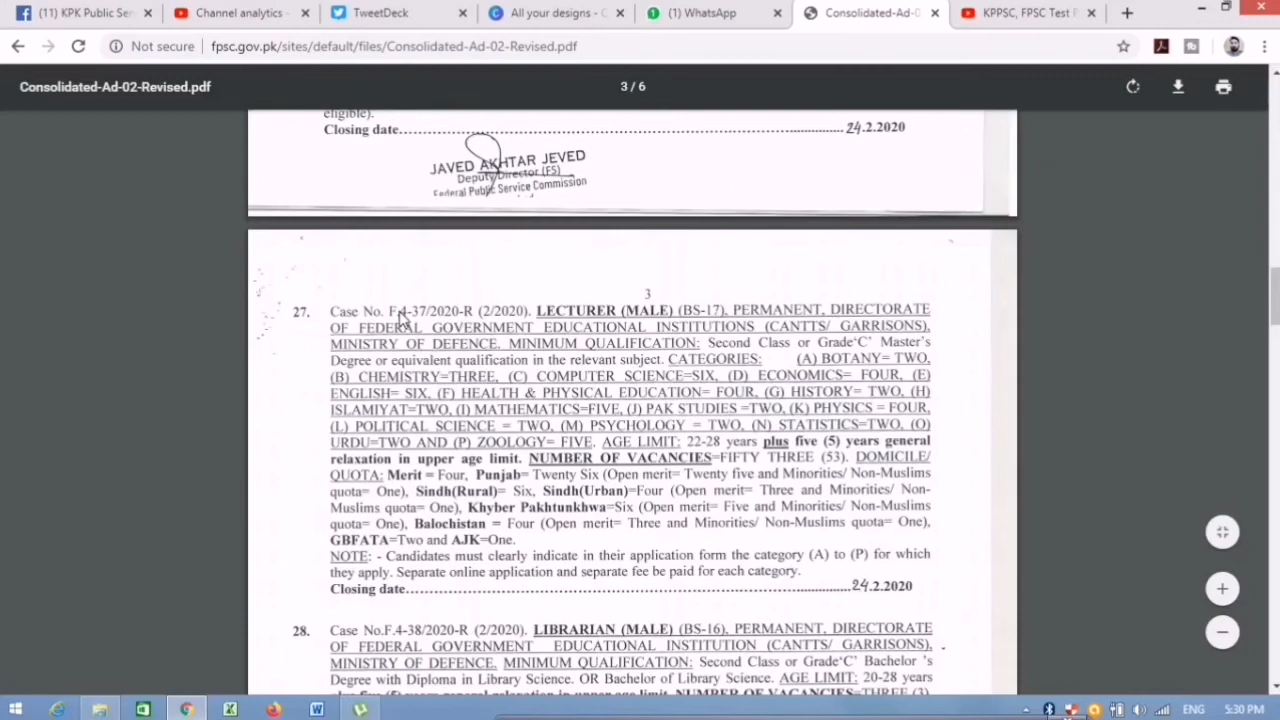 (11) KPK Public Se
Channel analytics -
TweetDeck
All your designs - C
(1) WhatsApp
Consolidated-Ad-0
KPPSC, FPSC Test P
Not secure
fpsc.gov.pk/sites/default/files/Consolidated-Ad-02-Revised.pdf
Consolidated-Ad-02-Revised.pdf
3 / 6
eligible).
Closing date.....................24.2.2020
JAVED AKHTAR JEVED
Deputy Director (FS)
Federal Public Service Commission
3
27. Case No. F.4-37/2020-R (2/2020). LECTURER (MALE) (BS-17), PERMANENT, DIRECTORATE
OF FEDERAL GOVERNMENT EDUCATIONAL INSTITUTIONS (CANTTS/ GARRISONS),
MINISTRY OF DEFENCE. MINIMUM QUALIFICATION: Second Class or Grade‘C’ Master’s
Degree or equivalent qualification in the relevant subject. CATEGORIES: (A) BOTANY= TWO,
(B) CHEMISTRY=THREE, (C) COMPUTER SCIENCE=SIX, (D) ECONOMICS= FOUR, (E)
ENGLISH= SIX, (F) HEALTH & PHYSICAL EDUCATION= FOUR, (G) HISTORY= TWO, (H)
ISLAMIYAT=TWO, (I) MATHEMATICS=FIVE, (J) PAK STUDIES =TWO, (K) PHYSICS = FOUR,
(L) POLITICAL SCIENCE = TWO, (M) PSYCHOLOGY = TWO, (N) STATISTICS=TWO, (O)
URDU=TWO AND (P) ZOOLOGY= FIVE. AGE LIMIT: 22-28 years plus five (5) years general
relaxation in upper age limit. NUMBER OF VACANCIES=FIFTY THREE (53). DOMICILE/
QUOTA: Merit = Four, Punjab= Twenty Six (Open merit= Twenty five and Minorities/ Non-Muslims
quota= One), Sindh(Rural)= Six, Sindh(Urban)=Four (Open merit= Three and Minorities/ Non-
Muslims quota= One), Khyber Pakhtunkhwa=Six (Open merit= Five and Minorities/ Non-Muslims
quota= One), Balochistan = Four (Open merit= Three and Minorities/ Non-Muslims quota= One),
GBFATA=Two and AJK=One.
NOTE: - Candidates must clearly indicate in their application form the category (A) to (P) for which
they apply. Separate online application and separate fee be paid for each category.
Closing date.....................24.2.2020
28. Case No.F.4-38/2020-R (2/2020). LIBRARIAN (MALE) (BS-16), PERMANENT, DIRECTORATE
OF FEDERAL GOVERNMENT EDUCATIONAL INSTITUTION (CANTTS/ GARRISONS),
MINISTRY OF DEFENCE. MINIMUM QUALIFICATION: Second Class or Grade‘C’ Bachelor ’s
Degree with Diploma in Library Science. OR Bachelor of Library Science. AGE LIMIT: 20-28 years
plus five (5) years general relaxation in upper age limit. NUMBER OF VACANCIES=THREE (3).
ENG
5:30 PM